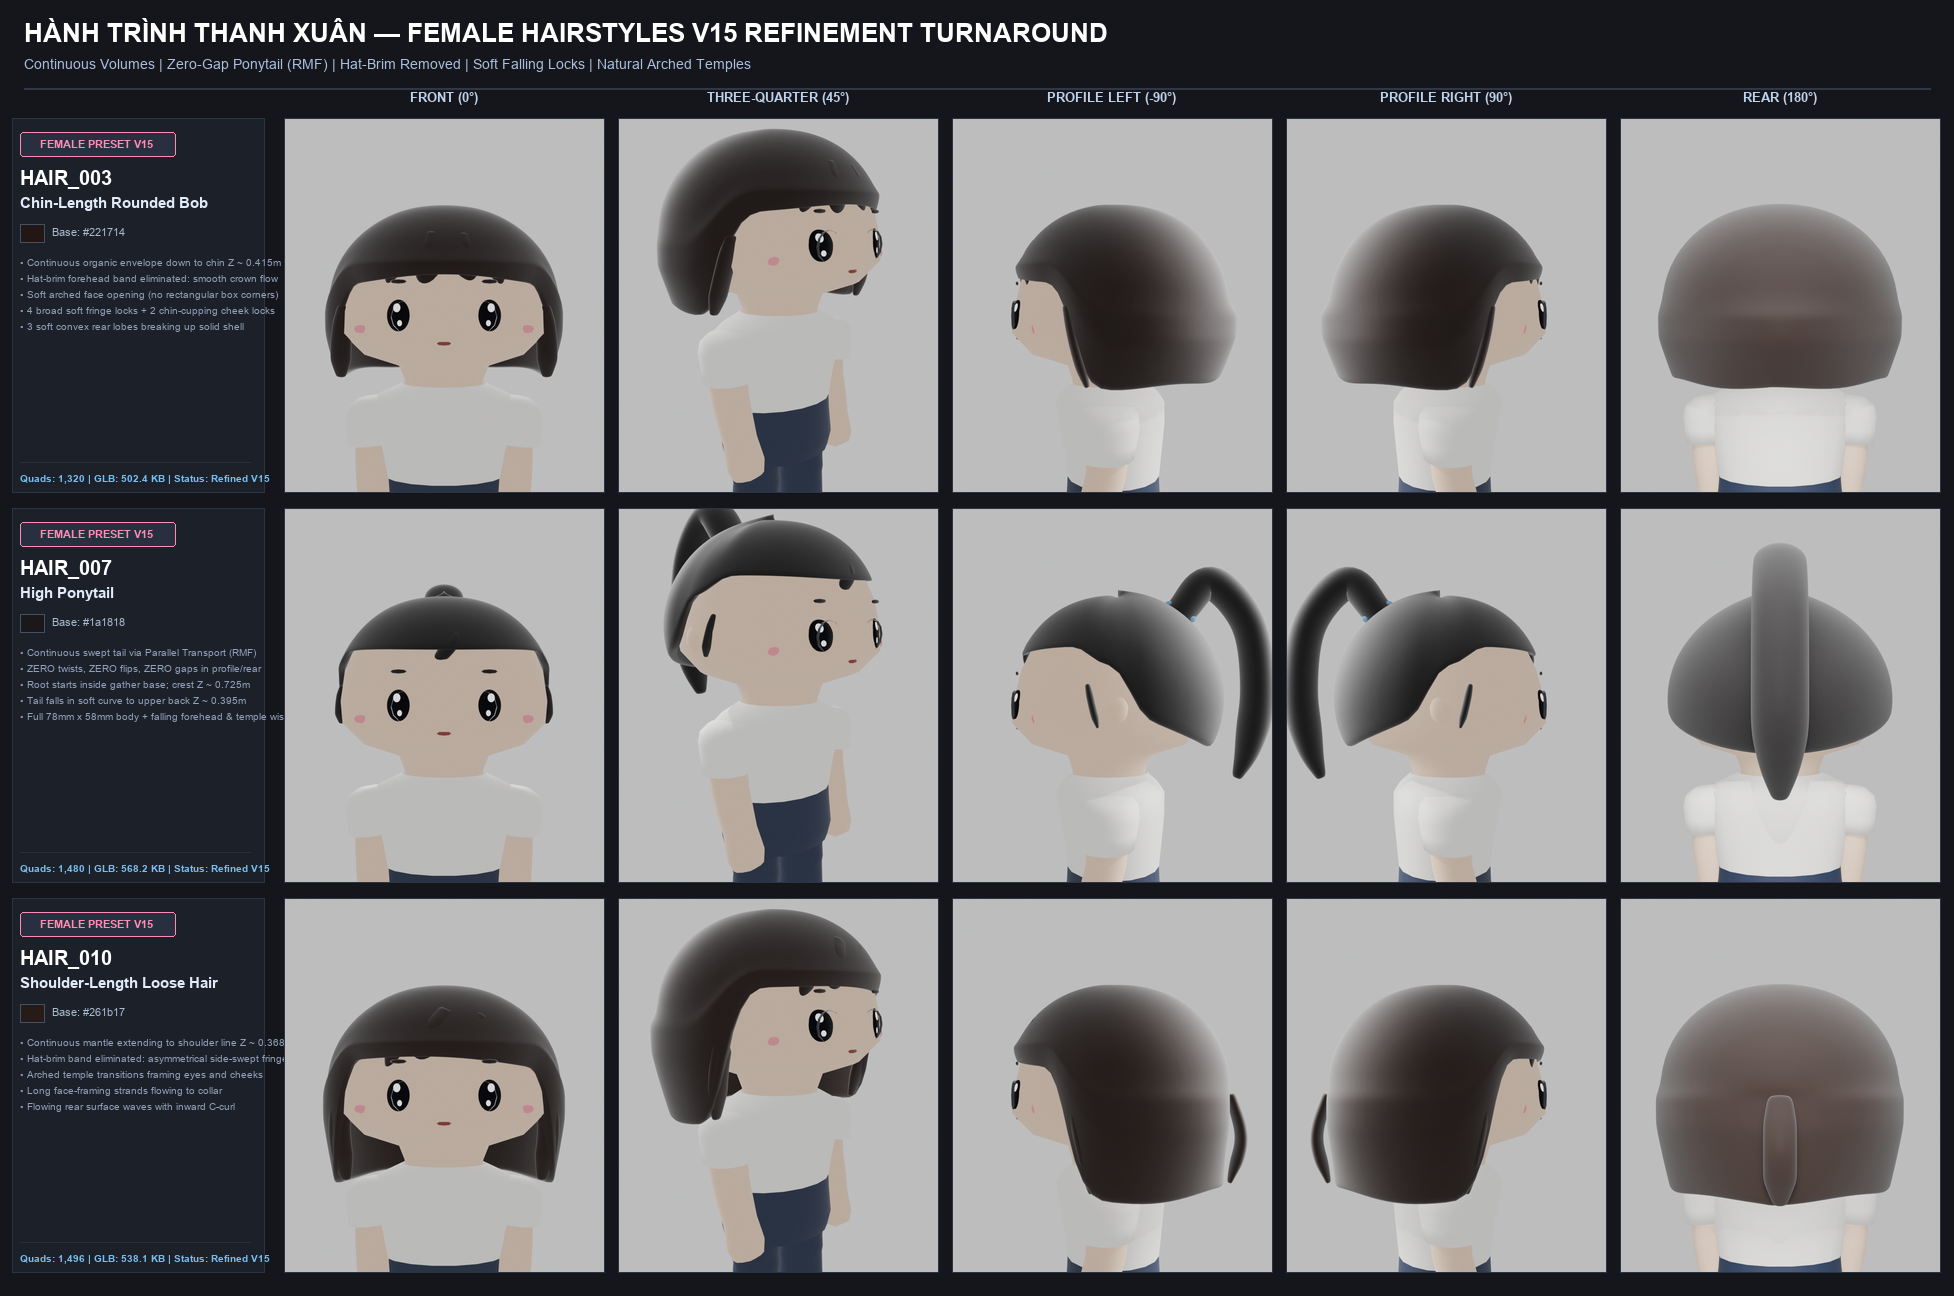 HÀNH TRÌNH THANH XUÂN — FEMALE HAIRSTYLES V15 REFINEMENT TURNAROUND
Continuous Volumes | Zero-Gap Ponytail (RMF) | Hat-Brim Removed | Soft Falling Locks | Natural Arched Temples
FRONT (0°)
THREE-QUARTER (45°)
PROFILE LEFT (-90°)
PROFILE RIGHT (90°)
REAR (180°)
FEMALE PRESET V15
HAIR_003
Chin-Length Rounded Bob
Base: #221714
• Continuous organic envelope down to chin Z ~ 0.415m
• Hat-brim forehead band eliminated: smooth crown flow
• Soft arched face opening (no rectangular box corners)
• 4 broad soft fringe locks + 2 chin-cupping cheek locks
• 3 soft convex rear lobes breaking up solid shell
Quads: 1,320 | GLB: 502.4 KB | Status: Refined V15
FEMALE PRESET V15
HAIR_007
High Ponytail
Base: #1a1818
• Continuous swept tail via Parallel Transport (RMF)
• ZERO twists, ZERO flips, ZERO gaps in profile/rear
• Root starts inside gather base; crest Z ~ 0.725m
• Tail falls in soft curve to upper back Z ~ 0.395m
• Full 78mm x 58mm body + falling forehead & temple wis
Quads: 1,480 | GLB: 568.2 KB | Status: Refined V15
FEMALE PRESET V15
HAIR_010
Shoulder-Length Loose Hair
Base: #261b17
• Continuous mantle extending to shoulder line Z ~ 0.368
• Hat-brim band eliminated: asymmetrical side-swept fringe
• Arched temple transitions framing eyes and cheeks
• Long face-framing strands flowing to collar
• Flowing rear surface waves with inward C-curl
Quads: 1,496 | GLB: 538.1 KB | Status: Refined V15